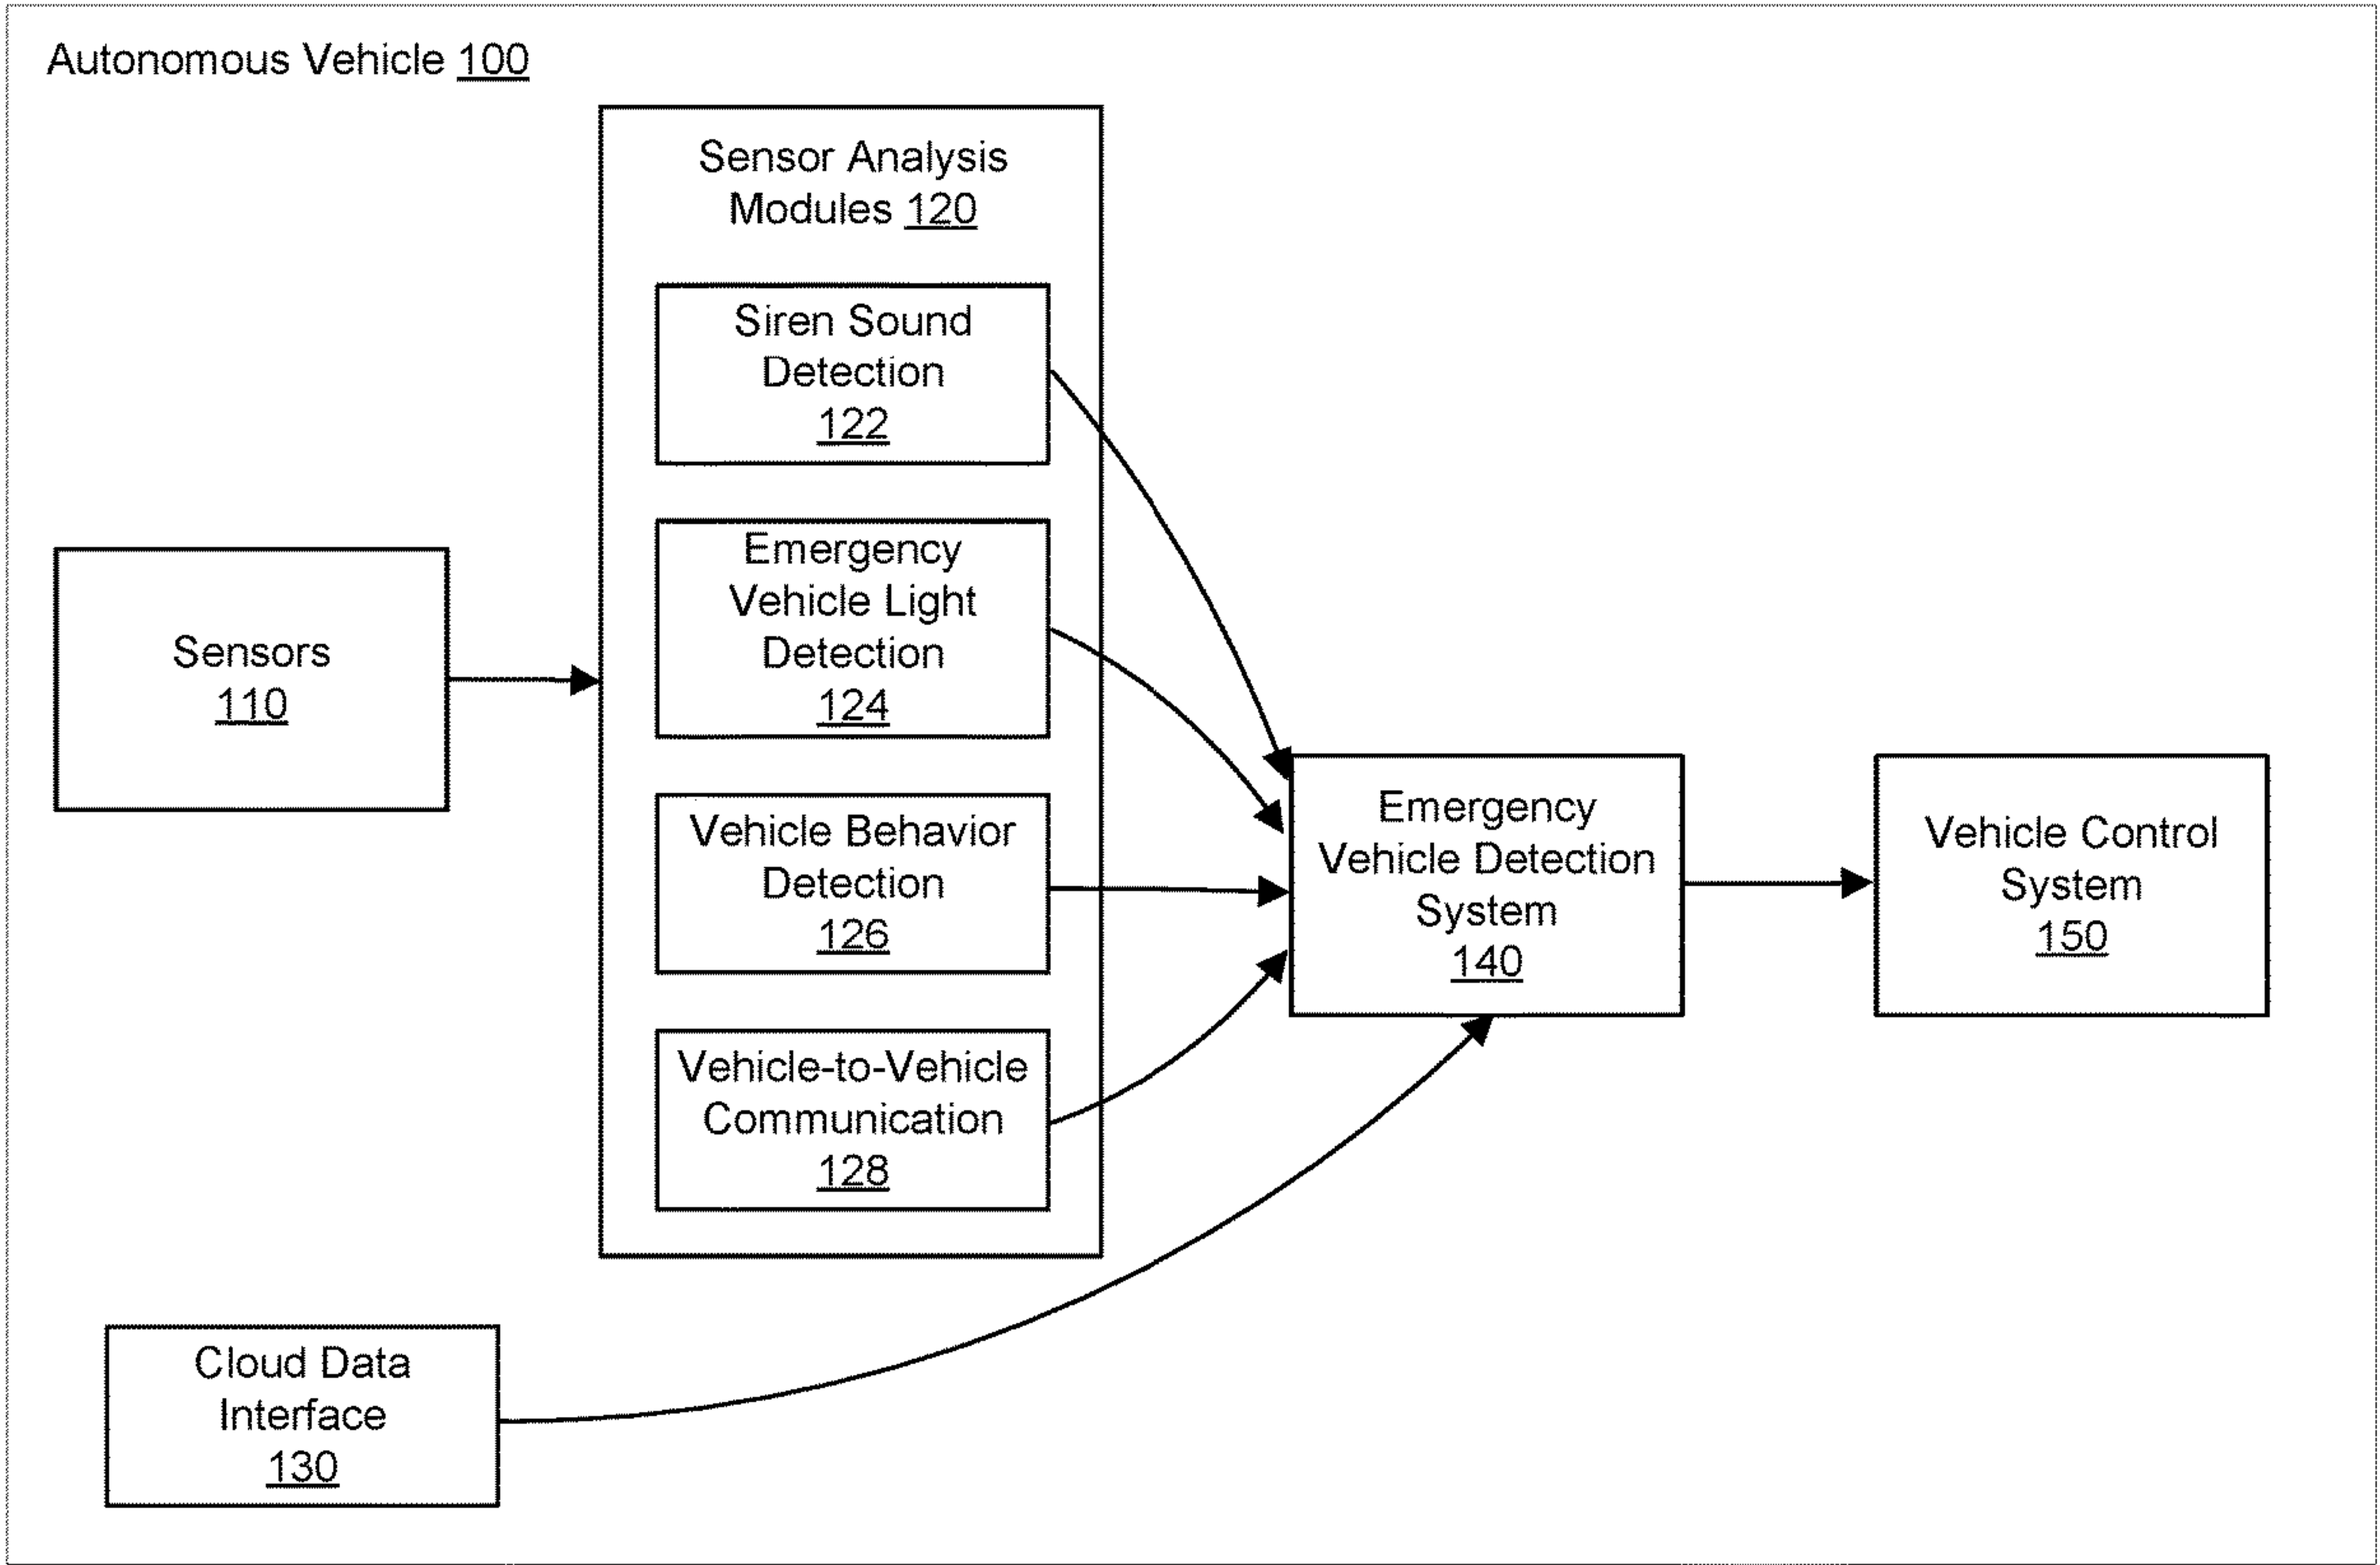 Autonomous Vehicle 100
Sensor Analysis
Modules 120
Siren Sound
Detection
122
Emergency
Vehicle Light
Detection
124
Vehicle Behavior
Detection
126
Vehicle-to-Vehicle
Communication
128
Sensors
110
Cloud Data
Interface
130
Emergency
Vehicle Detection
System
140
Vehicle Control
System
150